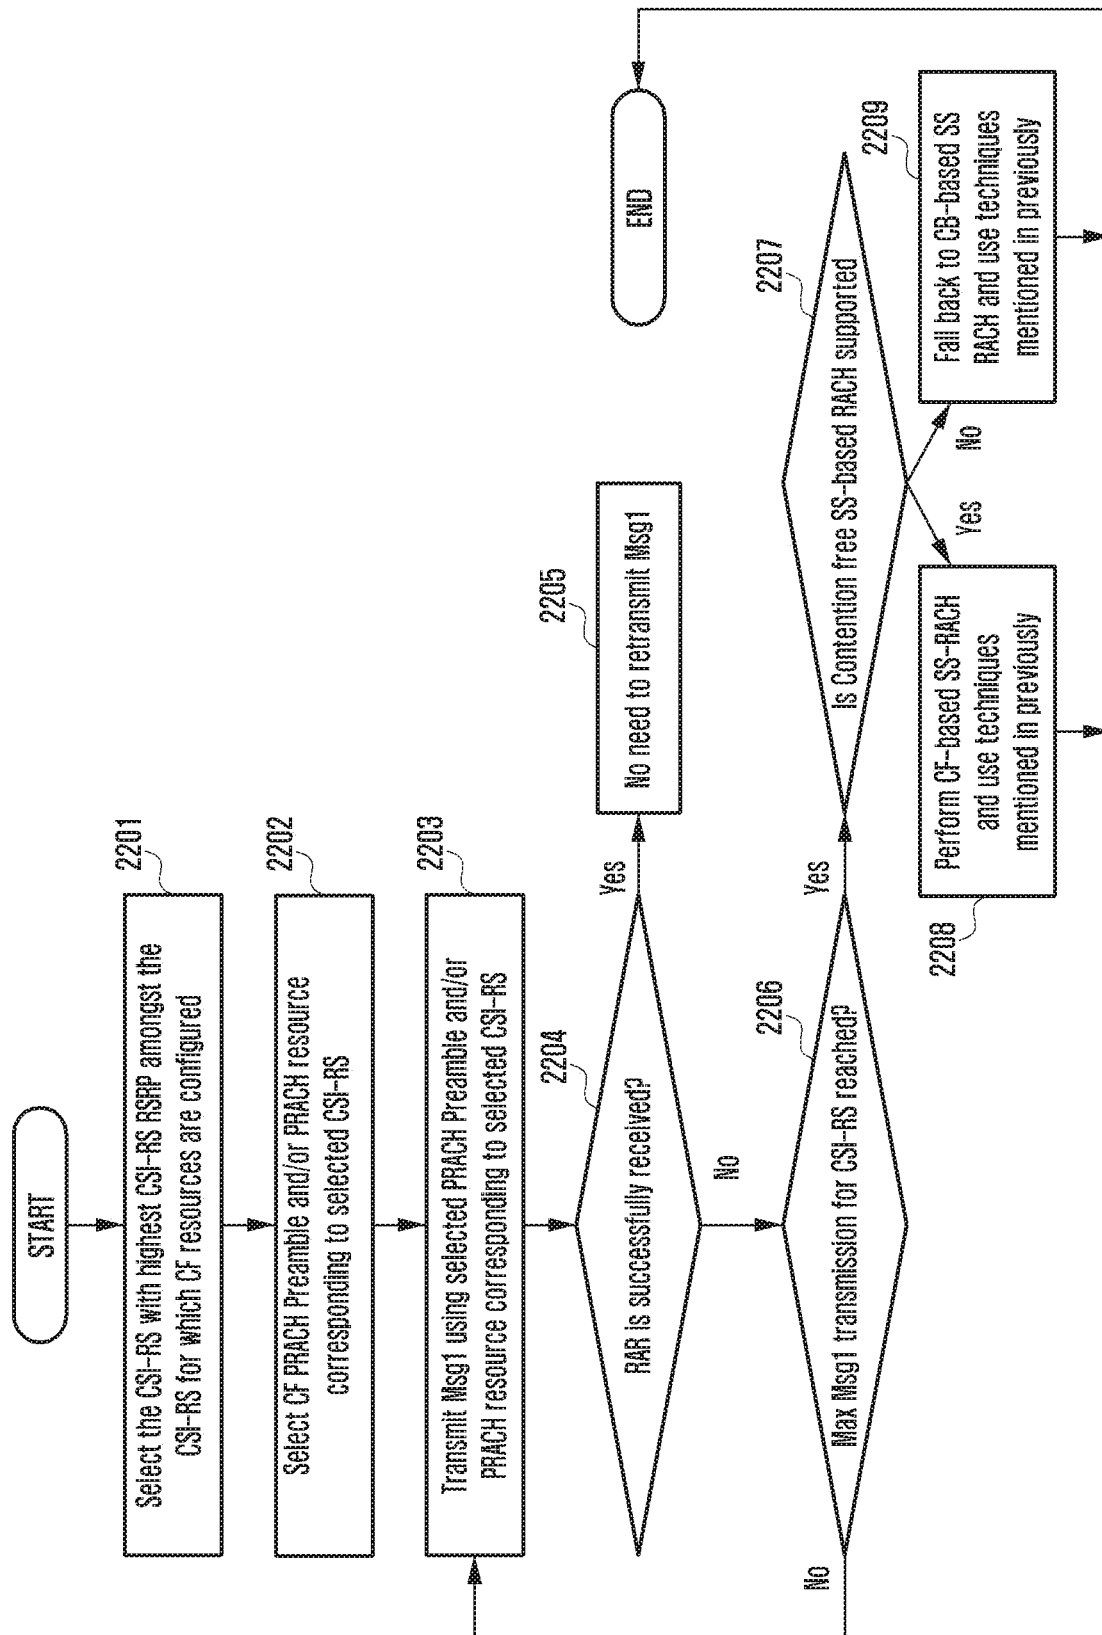 START
2201
Select the CSI-RS with highest CSI-RS RSRP amongst the
CSI-RS for which CF resources are configured
2202
Select CF PRACH Preamble and/or PRACH resource
corresponding to selected CSI-RS
2203
Transmit Msg1 using selected PRACH Preamble and/or
PRACH resource corresponding to selected CSI-RS
2204
RAR is successfully received?
Yes
2205
No need to retransmit Msg1
No
2206
Max Msg1 transmission for CSI-RS reached?
No
Yes
2207
Is Contention free SS-based RACH supported
Yes
No
2208
Perform CF-based SS-RACH
and use techniques
mentioned in previously
2209
Fall back to CB-based SS
RACH and use techniques
mentioned in previously
END